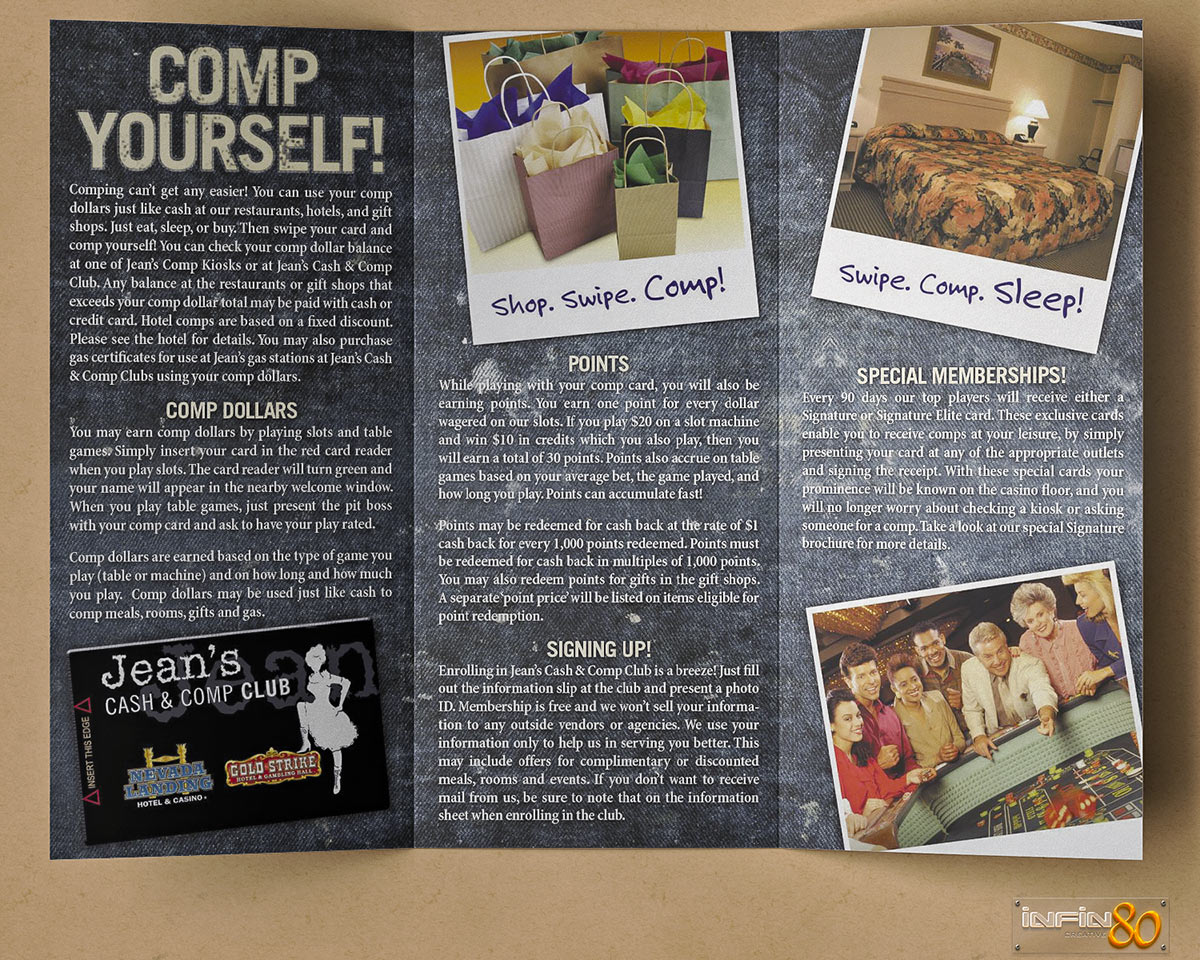 COMP
YOURSELF!
Comping can't get any easier! You can use your comp
dollars just like cash at our restaurants, hotels, and gift
shops. Just eat, sleep, or buy. Then swipe your card and
comp yourself! You can check your comp dollar balance
at one of Jean's Comp Kiosks or at Jean's Cash & Comp
Club. Any balance at the restaurants or gift shops that
exceeds your comp dollar total may be paid with cash or
credit card. Hotel comps are based on a fixed discount.
Please see the hotel for details. You may also purchase
gas certificates for use at Jean's gas stations at Jean's Cash
& Comp Clubs using your comp dollars.
COMP DOLLARS
You may earn comp dollars by playing slots and table
games. Simply insert your card in the red card reader
when you play slots. The card reader will turn green and
your name will appear in the nearby welcome window.
When you play table games, just present the pit boss
with your comp card and ask to have your play rated.
Comp dollars are earned based on the type of game you
play (table or machine) and on how long and how much
you play. Comp dollars may be used just like cash to
comp meals, rooms, gifts and gas.
Jean's
Jean
CASH & COMP CLUB
INSERT THIS EDGE
NEVADA
LANDING
HOTEL & CASINO
GOLD STRIKE
HOTEL & GAMBLING HALL
Shop. Swipe. Comp!
POINTS
While playing with your comp card, you will also be
earning points. You earn one point for every dollar
wagered on our slots. If you play $20 on a slot machine
and win $10 in credits which you also play, then you
will earn a total of 30 points. Points also accrue on table
games based on your average bet, the game played, and
how long you play. Points can accumulate fast!
Points may be redeemed for cash back at the rate of $1
cash back for every 1,000 points redeemed. Points must
be redeemed for cash back in multiples of 1,000 points.
You may also redeem points for gifts in the gift shops.
A separate 'point price' will be listed on items eligible for
point redemption.
SIGNING UP!
Enrolling in Jean's Cash & Comp Club is a breeze! Just fill
out the information slip at the club and present a photo
ID. Membership is free and we won't sell your informa-
tion to any outside vendors or agencies. We use your
information only to help us in serving you better. This
may include offers for complimentary or discounted
meals, rooms and events. If you don't want to receive
mail from us, be sure to note that on the information
sheet when enrolling in the club.
Swipe. Comp. Sleep!
SPECIAL MEMBERSHIPS!
Every 90 days our top players will receive either a
Signature or Signature Elite card. These exclusive cards
enable you to receive comps at your leisure, by simply
presenting your card at any of the appropriate outlets
and signing the receipt. With these special cards your
prominence will be known on the casino floor, and you
will no longer worry about checking a kiosk or asking
someone for a comp. Take a look at our special Signature
brochure for more details.
iNFiN80
CREATIVE